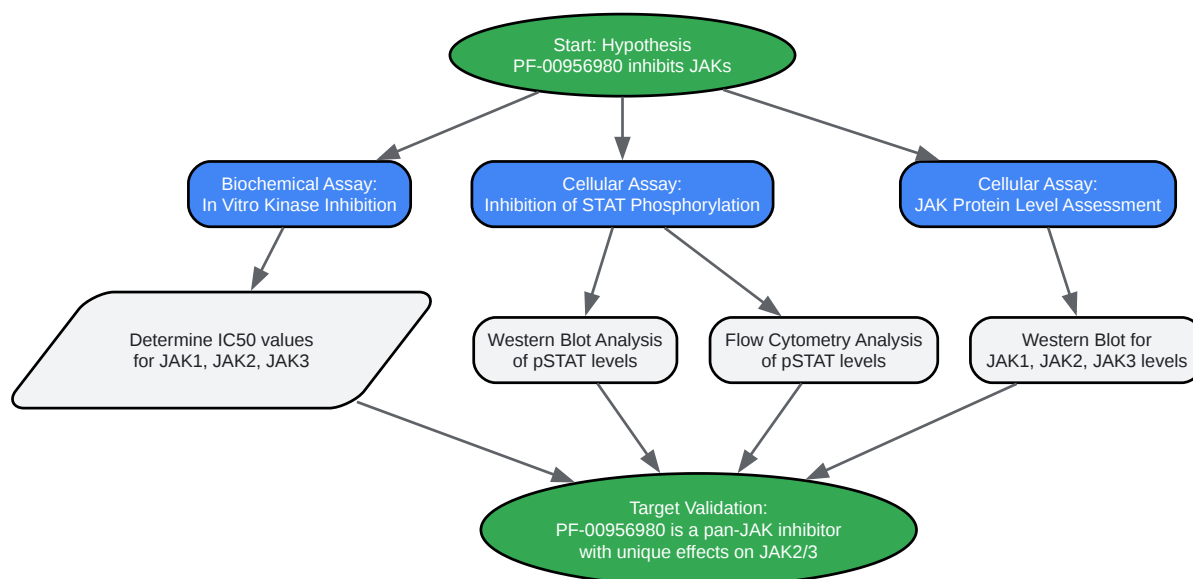 Start: Hypothesis
PF-00956980 inhibits JAKs
Biochemical Assay:
In Vitro Kinase Inhibition
Cellular Assay:
Inhibition of STAT Phosphorylation
Cellular Assay:
JAK Protein Level Assessment
Determine IC50 values
for JAK1, JAK2, JAK3
Western Blot Analysis
of pSTAT levels
Flow Cytometry Analysis
of pSTAT levels
Western Blot for
JAK1, JAK2, JAK3 levels
Target Validation:
PF-00956980 is a pan-JAK inhibitor
with unique effects on JAK2/3